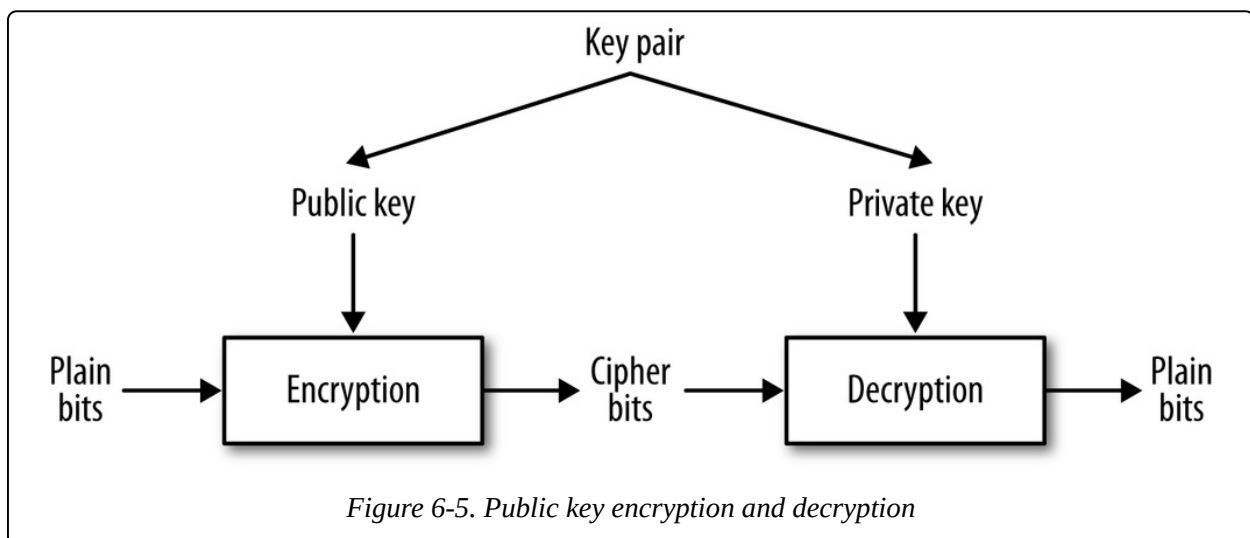 Key pair
Public key
Private key
Plain
bits
Encryption
Cipher
bits
Decryption
Plain
bits
Figure 6-5. Public key encryption and decryption